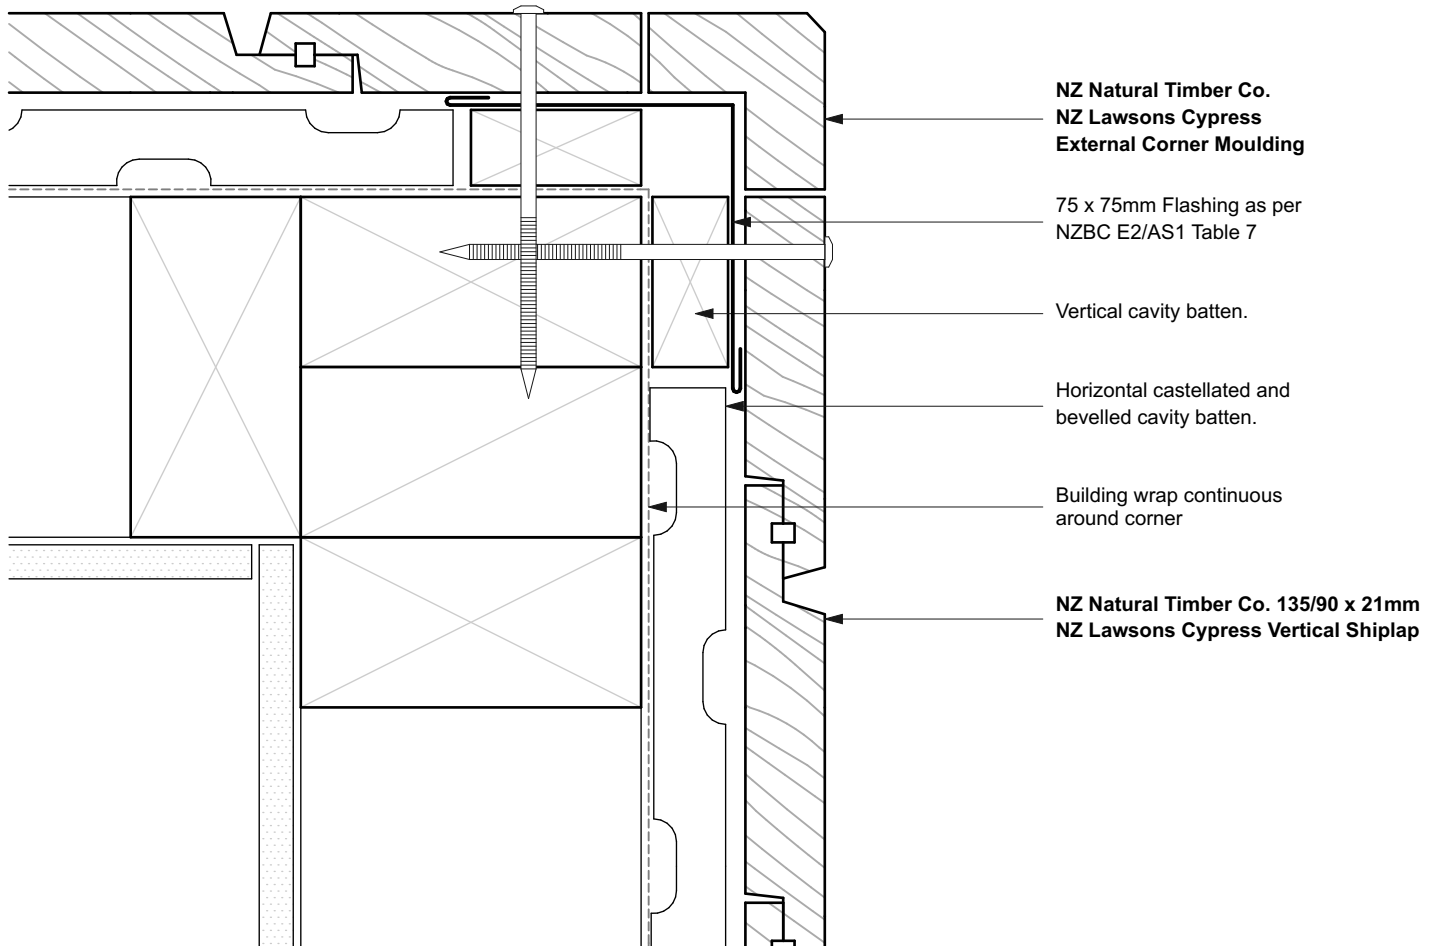 NZ Natural Timber Co.
NZ Lawsons Cypress
External Corner Moulding
75 x 75mm Flashing as per
NZBC E2/AS1 Table 7
Vertical cavity batten.
Horizontal castellated and
bevelled cavity batten.
Building wrap continuous
around corner
NZ Natural Timber Co. 135/90 x 21mm
NZ Lawsons Cypress Vertical Shiplap